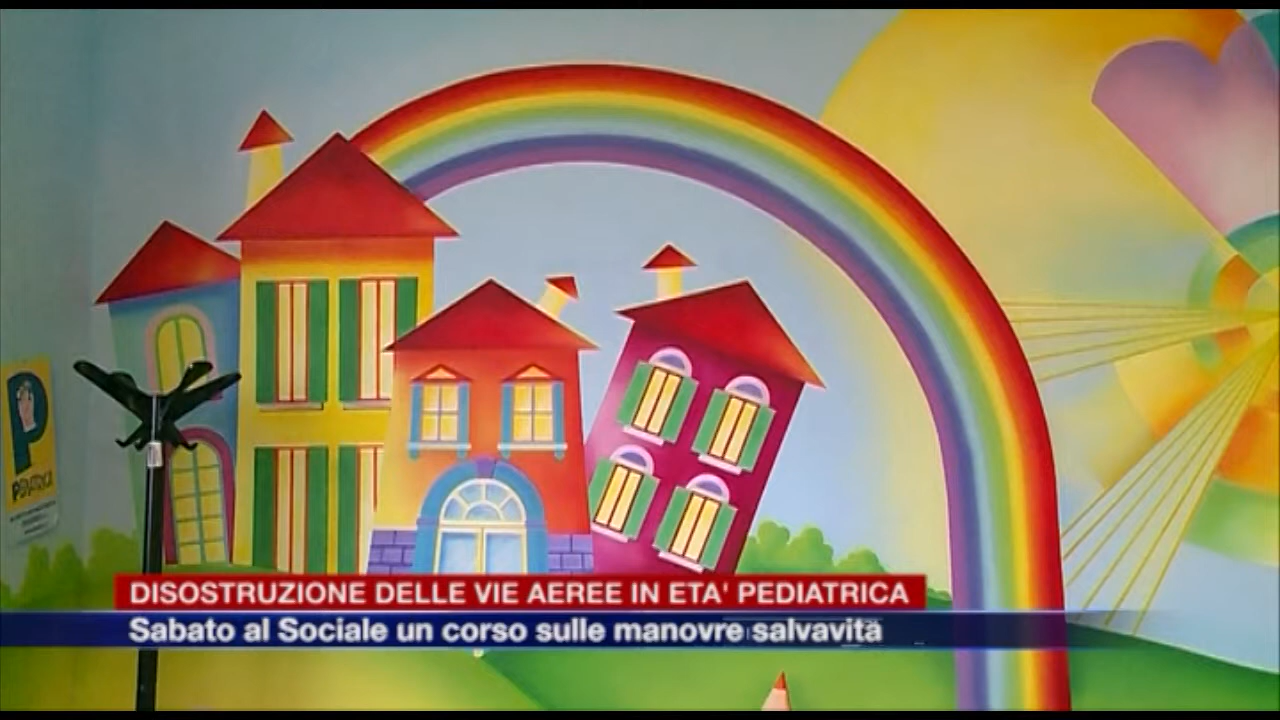 P
PEDIATRICA
DISOSTRUZIONE DELLE VIE AEREE IN ETA' PEDIATRICA
Sabato al Sociale un corso sulle manovre salvavita